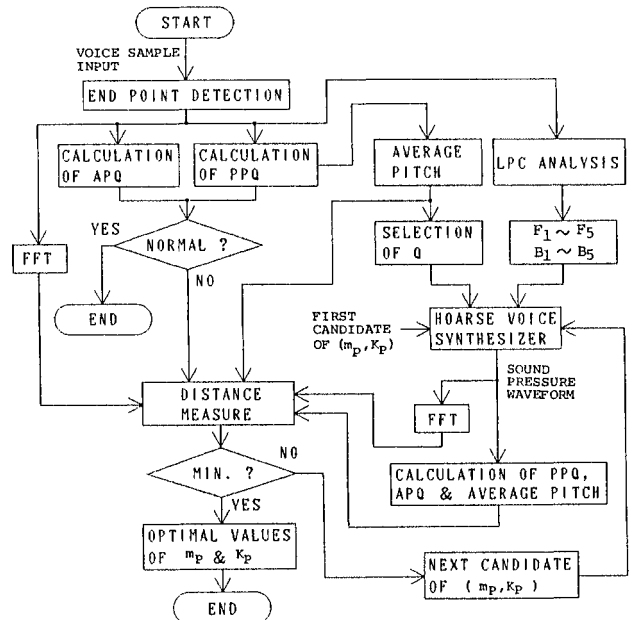 START
VOICE SAMPLE
INPUT
END POINT DETECTION
CALCULATION
OF APQ
CALCULATION
OF PPQ
AVERAGE
PITCH
LPC ANALYSIS
YES
NORMAL ?
NO
FFT
END
SELECTION
OF Q
F1 ~ F5
B1 ~ B5
FIRST
CANDIDATE
OF (mp,Kp)
HOARSE VOICE
SYNTHESIZER
SOUND
PRESSURE
WAVEFORM
DISTANCE
MEASURE
FFT
MIN. ?
NO
YES
CALCULATION OF PPQ,
APQ & AVERAGE PITCH
OPTIMAL VALUES
OF mp & Kp
NEXT CANDIDATE
OF (mp,Kp)
END